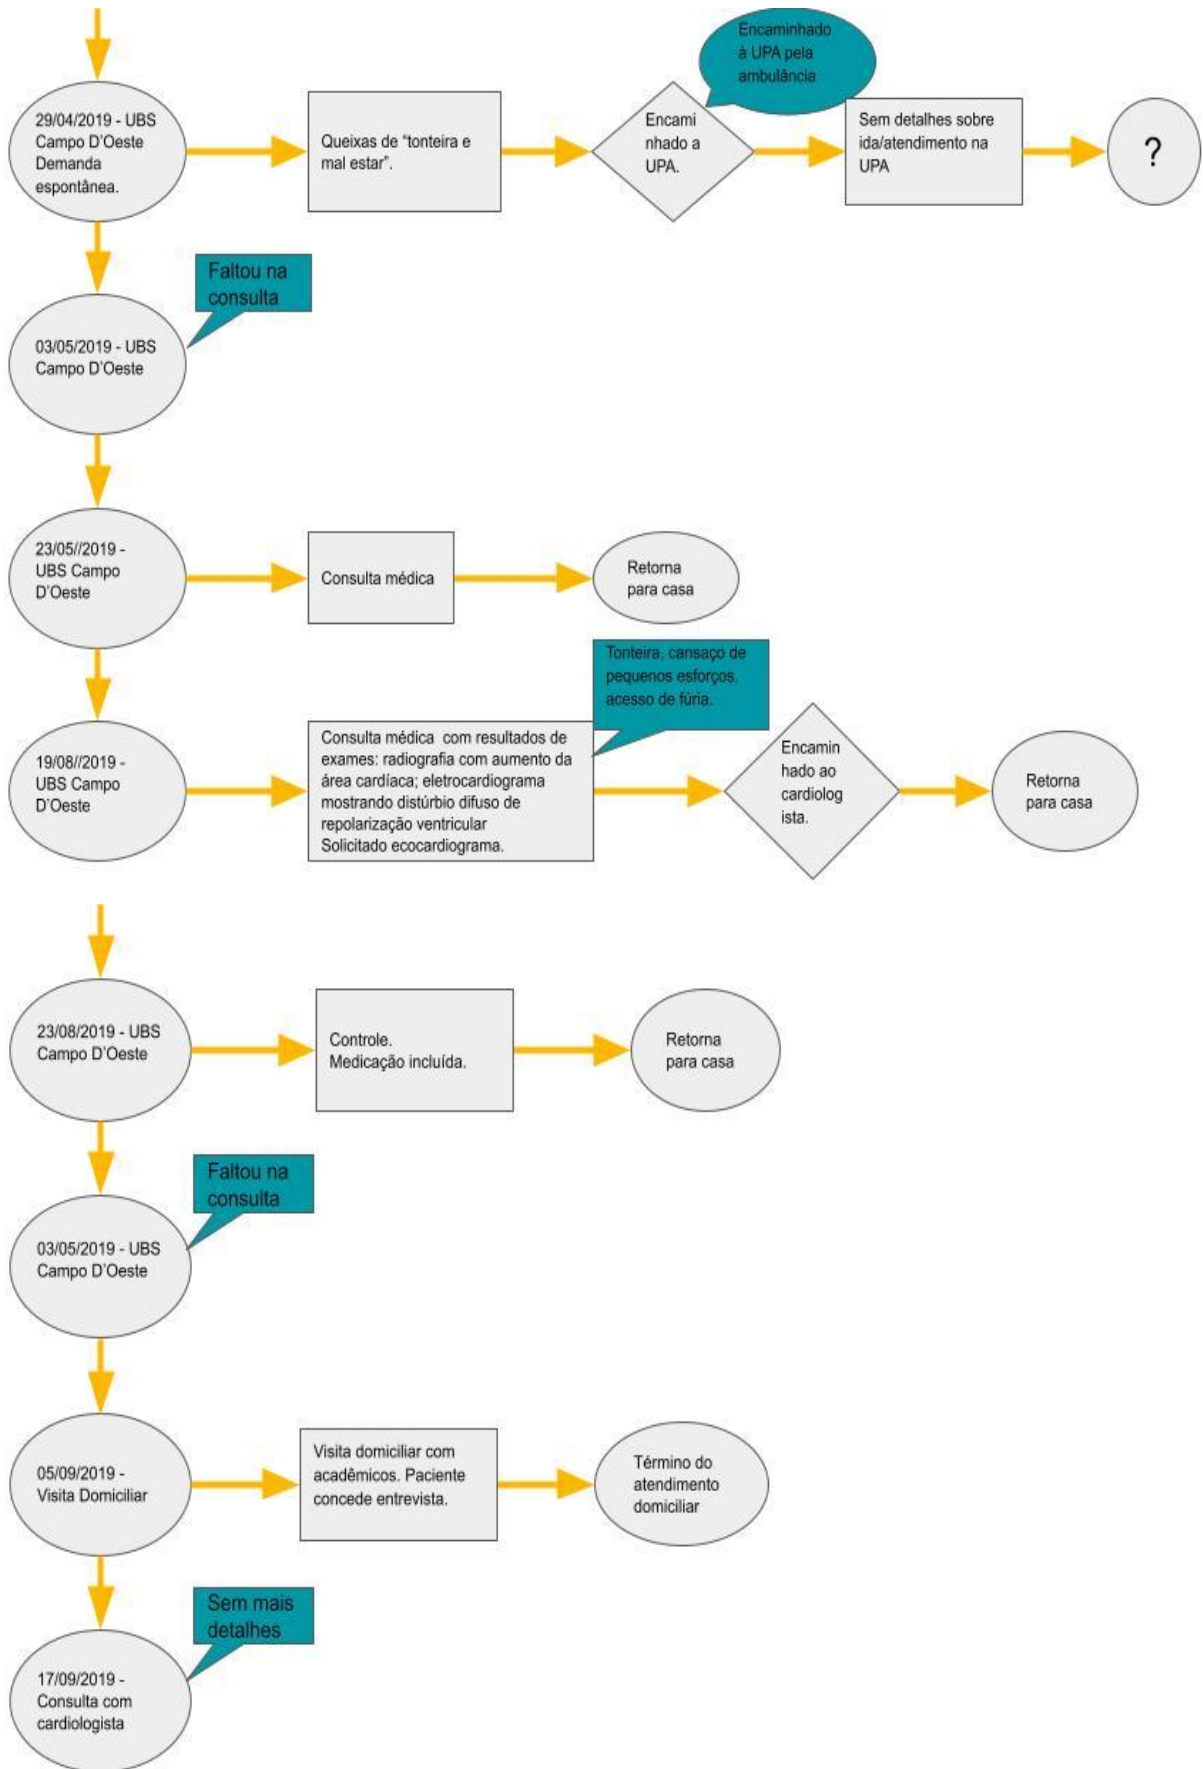 Encaminhado
à UPA pela
ambulância
29/04/2019 - UBS
Campo D'Oeste
Demanda
espontânea.
Queixas de “tonteira e
mal estar”.
Encami
nhado a
UPA.
Sem detalhes sobre
ida/atendimento na
UPA
?
Faltou na
consulta
03/05/2019 - UBS
Campo D'Oeste
23/05//2019 -
UBS Campo
D'Oeste
Consulta médica
Retorna
para casa
Tonteira, cansaço de
pequenos esforços,
acesso de fúria.
19/08//2019 -
UBS Campo
D'Oeste
Consulta médica com resultados de
exames: radiografia com aumento da
área cardíaca; eletrocardiograma
mostrando distúrbio difuso de
repolarização ventricular
Solicitado ecocardiograma.
Encamin
hado ao
cardiolog
ista.
Retorna
para casa
23/08/2019 - UBS
Campo D'Oeste
Controle.
Medicação incluída.
Retorna
para casa
Faltou na
consulta
03/05/2019 - UBS
Campo D'Oeste
05/09/2019 -
Visita Domiciliar
Visita domiciliar com
acadêmicos. Paciente
concede entrevista.
Término do
atendimento
domiciliar
Sem mais
detalhes
17/09/2019 -
Consulta com
cardiologista